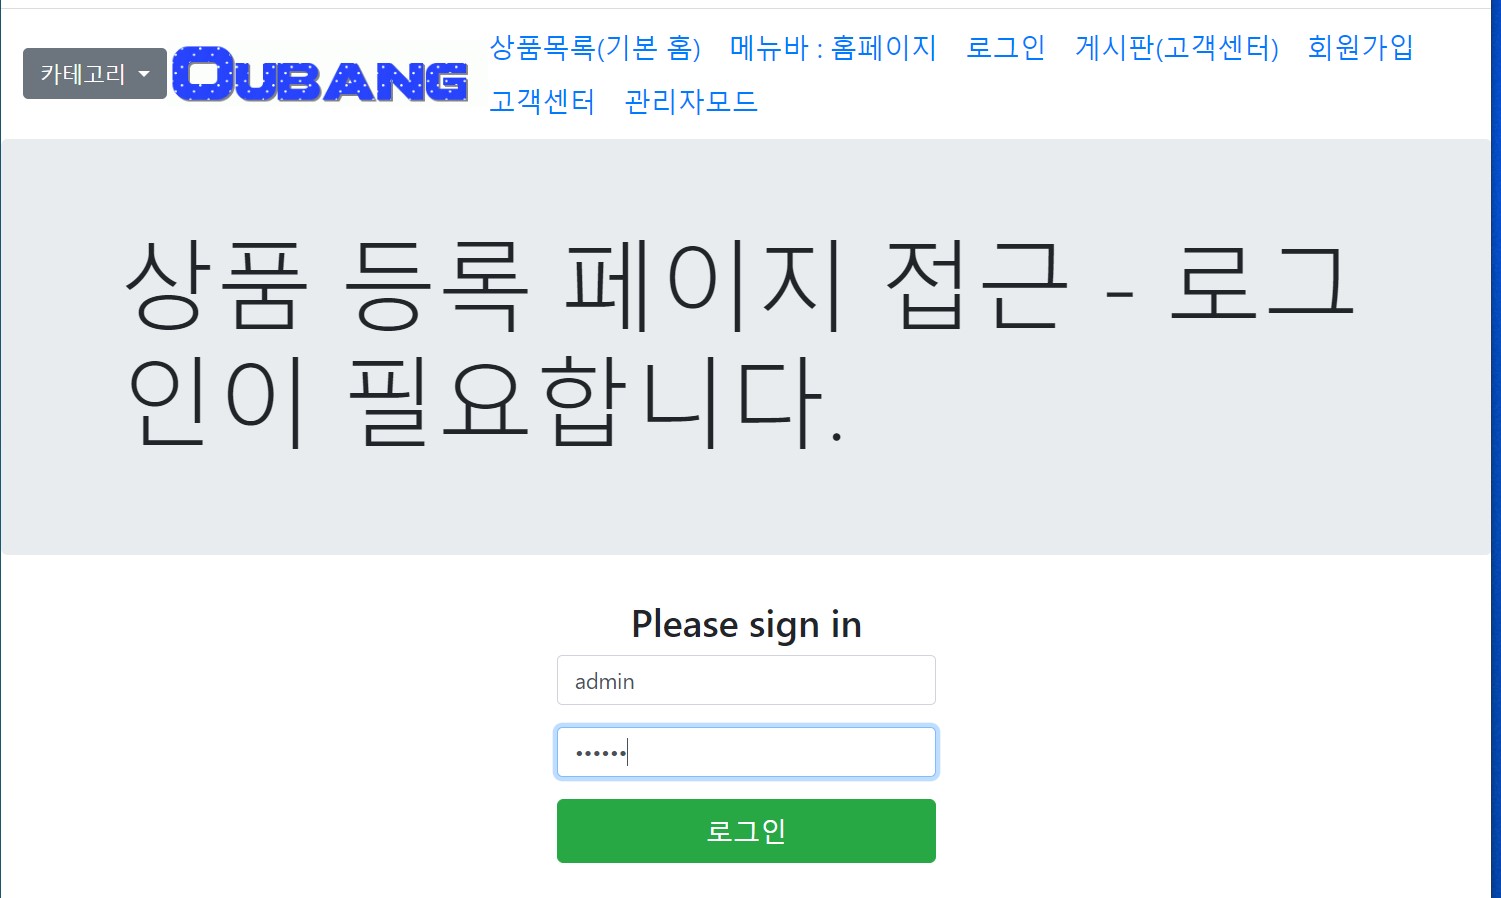 카테고리
OUBANG
상품목록(기본 홈) 메뉴바 : 홈페이지 로그인 게시판(고객센터) 회원가입
고객센터 관리자모드
상품 등록 페이지 접근 - 로그
인이 필요합니다.
Please sign in
admin
••••••
로그인